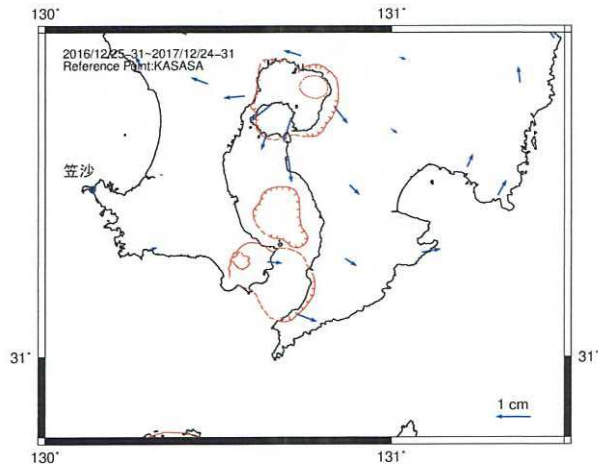 130° 131°
2016/12/25-31~2017/12/24-31
Reference Point:KASASA
笠沙
31° 31°
1 cm
130° 131°